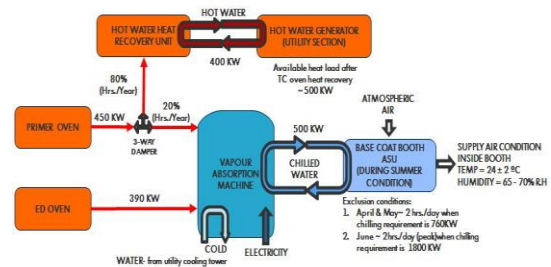 HOT WATER
HOT WATER HEAT
RECOVERY UNIT
HOT WATER GENERATOR
(UTILITY SECTION)
400 KW
Available heat load after
TC oven heat recovery
~500 KW
80%
(Hrs./Year)
20%
(Hrs./Year)
PRIMER OVEN
450 KW
3-WAY
DAMPER
ATMOSPHERIC
AIR
500 KW
CHILLED
WATER
VAPOUR
ABSORPTION
MACHINE
BASE COAT BOOTH
ASU
(DURING SUMMER
CONDITION)
SUPPLY AIR CONDITION
INSIDE BOOTH
TEMP = 24 ± 2 ºC
HUMIDITY = 65- 70% R.H
ED OVEN
390 KW
Exclusion conditions:
1. April & May~ 2 hrs./day when
chilling requirement is 760KW
2. June ~ 2hrs./day (peak)when chilling
requirement is 1800 KW
COLD
WATER- from utility cooling tower
ELECTRICITY